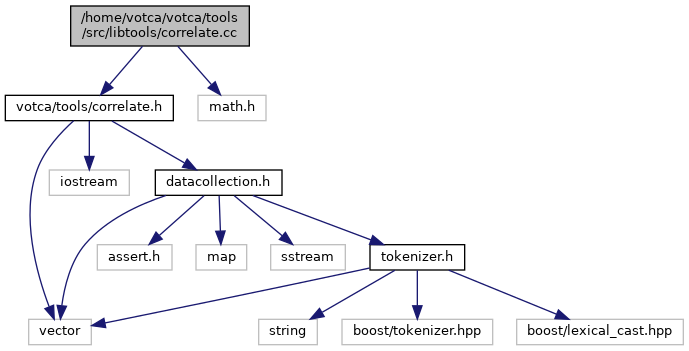 /home/votca/votca/tools
/src/libtools/correlate.cc
votca/tools/correlate.h
math.h
iostream
datacollection.h
assert.h
map
sstream
tokenizer.h
vector
string
boost/tokenizer.hpp
boost/lexical_cast.hpp